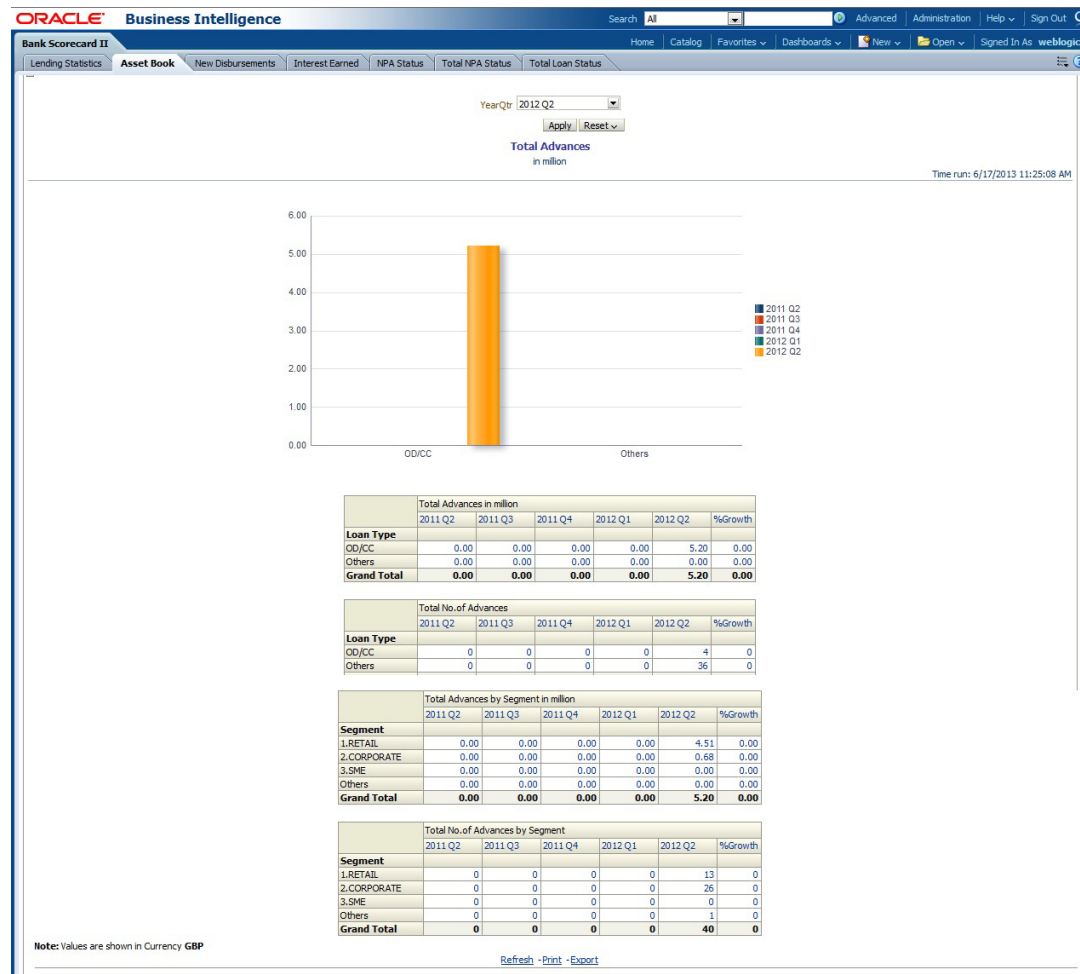 ORACLE Business Intelligence Search All Advanced Administration Help Sign Out
Bank Scorecard II Home Catalog Favorites Dashboards New Open Signed In As weblogic
Lending Statistics Asset Book New Disbursements Interest Earned NPA Status Total NPA Status Total Loan Status
YearQtr 2012 Q2
Apply Reset
Total Advances
in million
Time run: 6/17/2013 11:25:08 AM
6.00
5.00
4.00
3.00
2.00
1.00
0.00
OD/CC Others
2011 Q2
2011 Q3
2011 Q4
2012 Q1
2012 Q2
Total Advances in million
2011 Q2 2011 Q3 2011 Q4 2012 Q1 2012 Q2 %Growth
Loan Type
OD/CC 0.00 0.00 0.00 0.00 5.20 0.00
Others 0.00 0.00 0.00 0.00 0.00 0.00
Grand Total 0.00 0.00 0.00 0.00 5.20 0.00
Total No.of Advances
2011 Q2 2011 Q3 2011 Q4 2012 Q1 2012 Q2 %Growth
Loan Type
OD/CC 0 0 0 0 4 0
Others 0 0 0 0 36 0
Total Advances by Segment in million
2011 Q2 2011 Q3 2011 Q4 2012 Q1 2012 Q2 %Growth
Segment
1.RETAIL 0.00 0.00 0.00 0.00 4.51 0.00
2.CORPORATE 0.00 0.00 0.00 0.00 0.68 0.00
3.SME 0.00 0.00 0.00 0.00 0.00 0.00
Others 0.00 0.00 0.00 0.00 0.00 0.00
Grand Total 0.00 0.00 0.00 0.00 5.20 0.00
Total No.of Advances by Segment
2011 Q2 2011 Q3 2011 Q4 2012 Q1 2012 Q2 %Growth
Segment
1.RETAIL 0 0 0 0 13 0
2.CORPORATE 0 0 0 0 26 0
3.SME 0 0 0 0 0 0
Others 0 0 0 0 1 0
Grand Total 0 0 0 0 40 0
Note: Values are shown in Currency GBP
Refresh - Print - Export